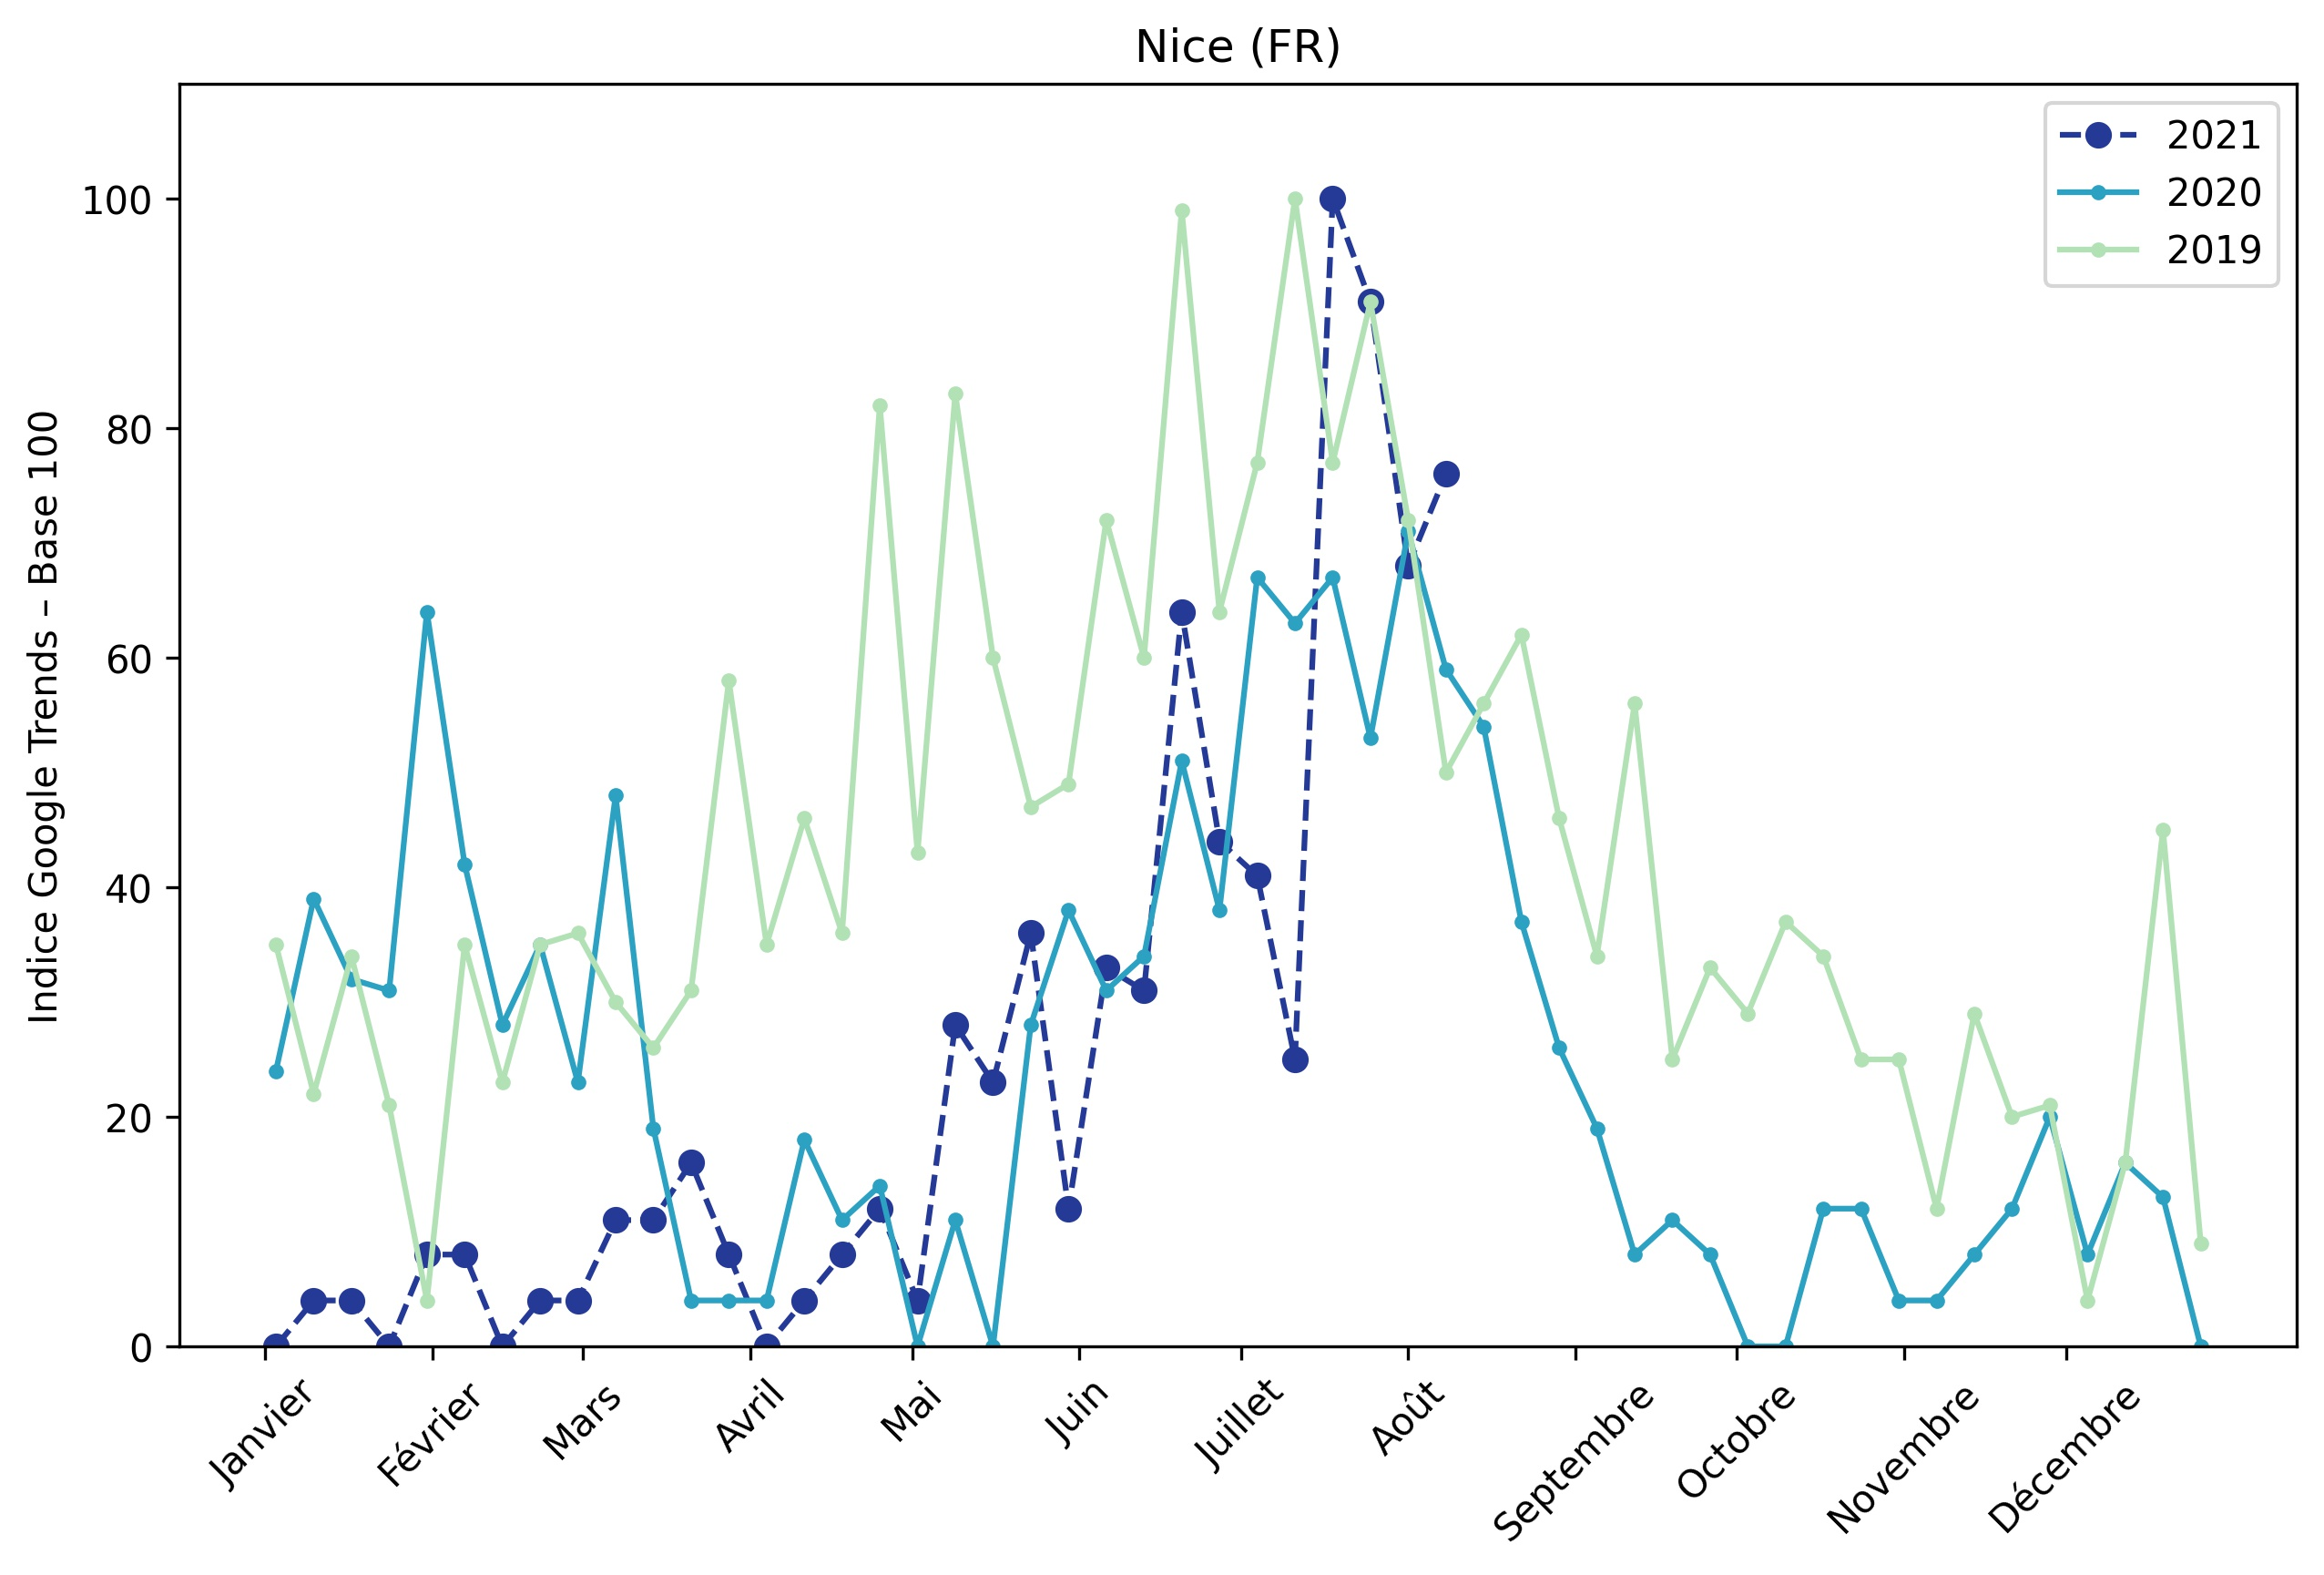 Nice (FR)
Indice Google Trends – Base 100
100
80
60
40
20
0
2021
2020
2019
Janvier
Février
Mars
Avril
Mai
Juin
Juillet
Août
Septembre
Octobre
Novembre
Décembre